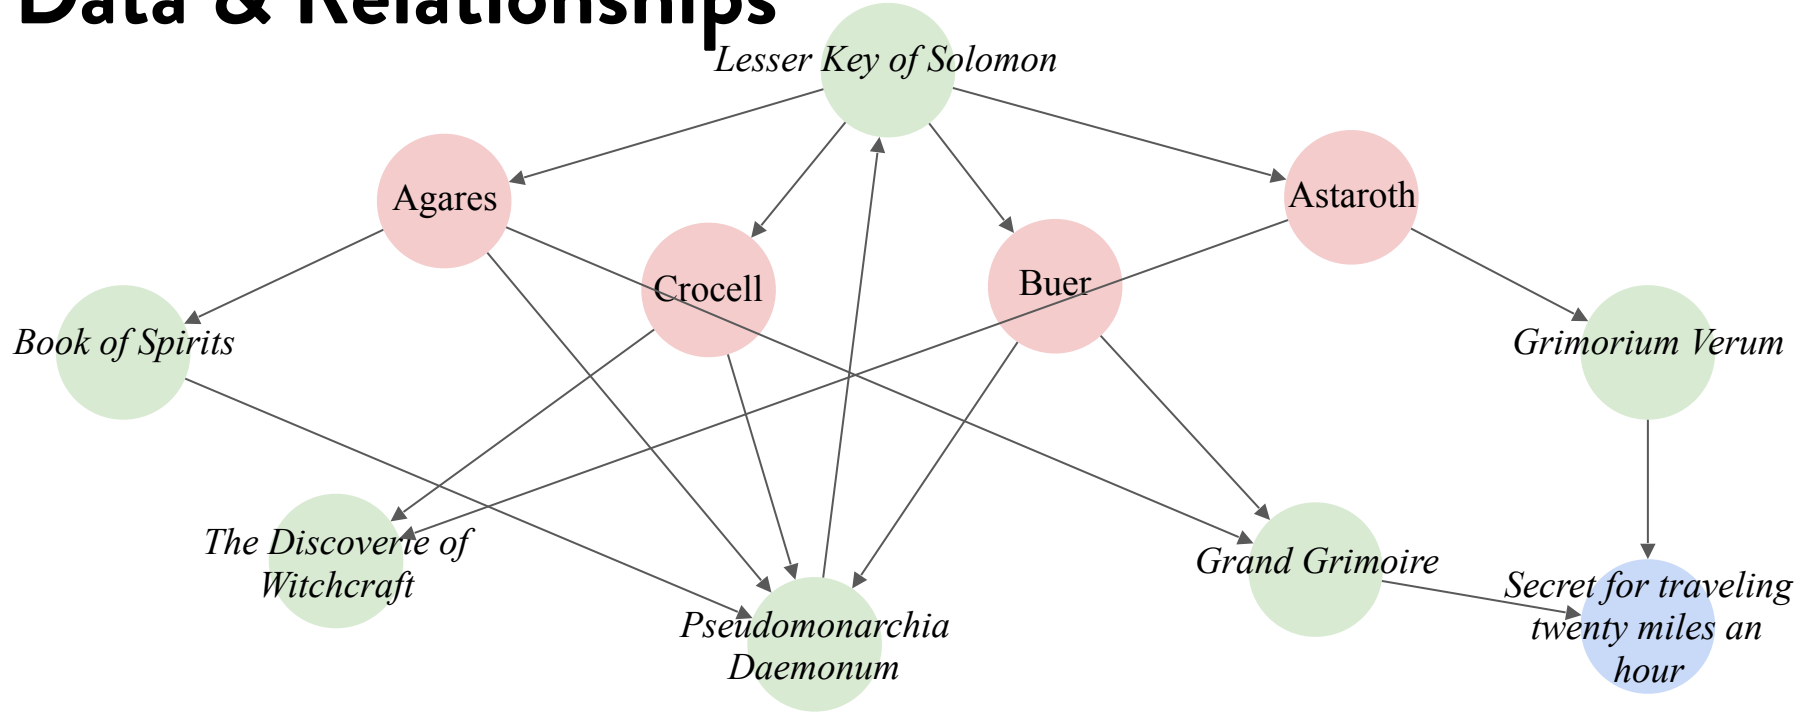 Data & Relationships
Lesser Key of Solomon
Agares
Astaroth
Crocell
Buer
Book of Spirits
Grimorium Verum
The Discoverie of
Witchcraft
Grand Grimoire
Pseudomonarchia
Daemonum
Secret for traveling
twenty miles an
hour